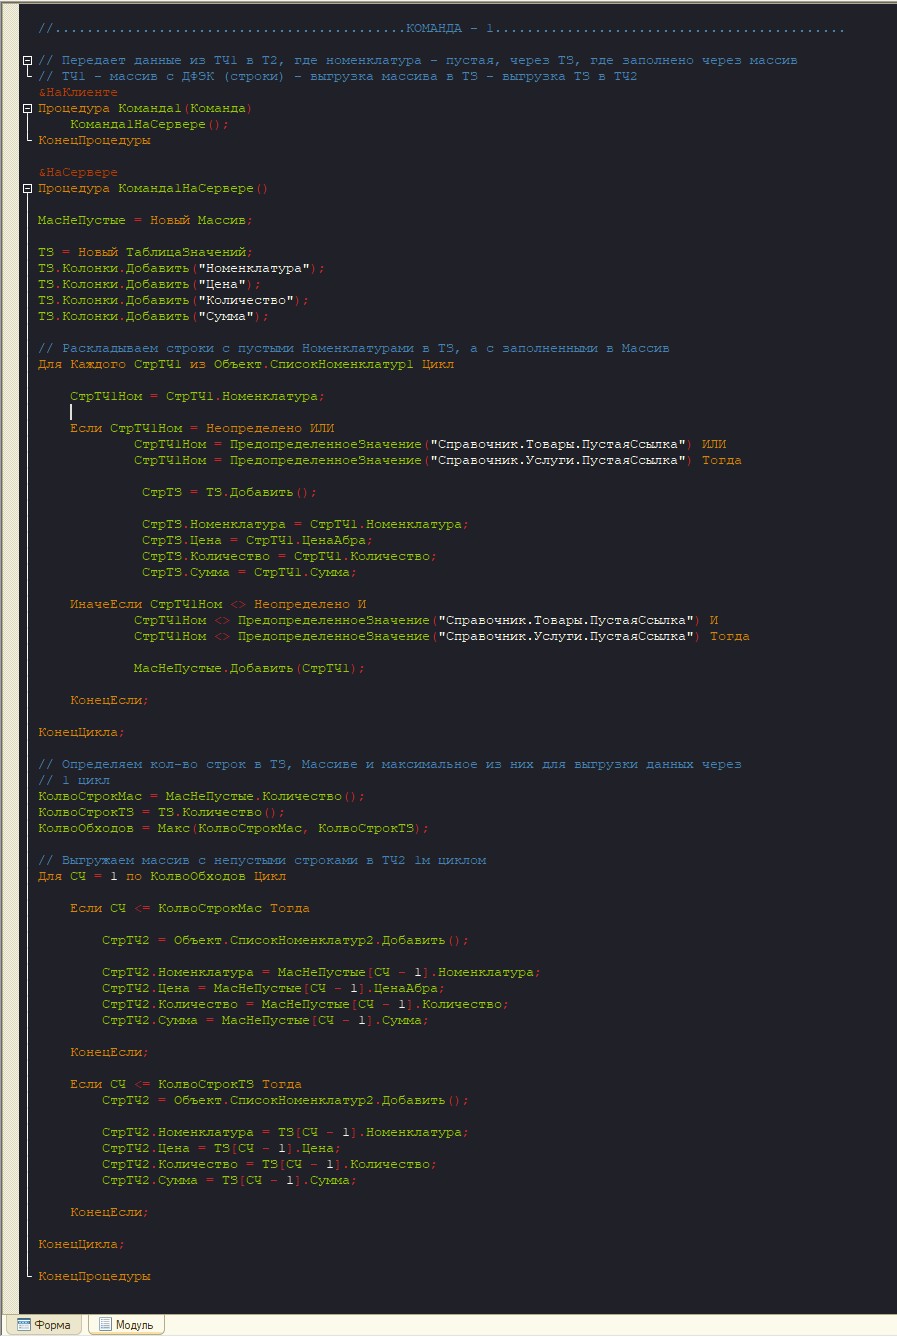 //............................................КОМАНДА - 1............................................
// Передает данные из ТЧ1 в Т2, где номенклатура - пустая, через ТЗ, где заполнено через массив
// ТЧ1 - массив с ДФЭК (строки) - выгрузка массива в ТЗ - выгрузка ТЗ в ТЧ2
&НаКлиенте
Процедура Команда1(Команда)
Команда1НаСервере();
КонецПроцедуры
&НаСервере
Процедура Команда1НаСервере()
МасНеПустые = Новый Массив;
ТЗ = Новый ТаблицаЗначений;
ТЗ.Колонки.Добавить("Номенклатура");
ТЗ.Колонки.Добавить("Цена");
ТЗ.Колонки.Добавить("Количество");
ТЗ.Колонки.Добавить("Сумма");
// Раскладываем строки с пустыми Номенклатурами в ТЗ, а с заполненными в Массив
Для Каждого СтрТЧ1 из Объект.СписокНоменклатур1 Цикл
СтрТЧ1Ном = СтрТЧ1.Номенклатура;
Если СтрТЧ1Ном = Неопределено ИЛИ
СтрТЧ1Ном = ПредопределенноеЗначение("Справочник.Товары.ПустаяСсылка") ИЛИ
СтрТЧ1Ном = ПредопределенноеЗначение("Справочник.Услуги.ПустаяСсылка") Тогда
СтрТЗ = ТЗ.Добавить();
СтрТЗ.Номенклатура = СтрТЧ1.Номенклатура;
СтрТЗ.Цена = СтрТЧ1.ЦенаАбра;
СтрТЗ.Количество = СтрТЧ1.Количество;
СтрТЗ.Сумма = СтрТЧ1.Сумма;
ИначеЕсли СтрТЧ1Ном <> Неопределено И
СтрТЧ1Ном <> ПредопределенноеЗначение("Справочник.Товары.ПустаяСсылка") И
СтрТЧ1Ном <> ПредопределенноеЗначение("Справочник.Услуги.ПустаяСсылка") Тогда
МасНеПустые.Добавить(СтрТЧ1);
КонецЕсли;
КонецЦикла;
// Определяем кол-во строк в ТЗ, Массиве и максимальное из них для выгрузки данных через
// 1 цикл
КолвоСтрокМас = МасНеПустые.Количество();
КолвоСтрокТЗ = ТЗ.Количество();
КолвоОбходов = Макс(КолвоСтрокМас, КолвоСтрокТЗ);
// Выгружаем массив с непустыми строками в ТЧ2 1м циклом
Для СЧ = 1 по КолвоОбходов Цикл
Если СЧ <= КолвоСтрокМас Тогда
СтрТЧ2 = Объект.СписокНоменклатур2.Добавить();
СтрТЧ2.Номенклатура = МасНеПустые[СЧ - 1].Номенклатура;
СтрТЧ2.Цена = МасНеПустые[СЧ - 1].ЦенаАбра;
СтрТЧ2.Количество = МасНеПустые[СЧ - 1].Количество;
СтрТЧ2.Сумма = МасНеПустые[СЧ - 1].Сумма;
КонецЕсли;
Если СЧ <= КолвоСтрокТЗ Тогда
СтрТЧ2 = Объект.СписокНоменклатур2.Добавить();
СтрТЧ2.Номенклатура = ТЗ[СЧ - 1].Номенклатура;
СтрТЧ2.Цена = ТЗ[СЧ - 1].Цена;
СтрТЧ2.Количество = ТЗ[СЧ - 1].Количество;
СтрТЧ2.Сумма = ТЗ[СЧ - 1].Сумма;
КонецЕсли;
КонецЦикла;
КонецПроцедуры
Форма Модуль